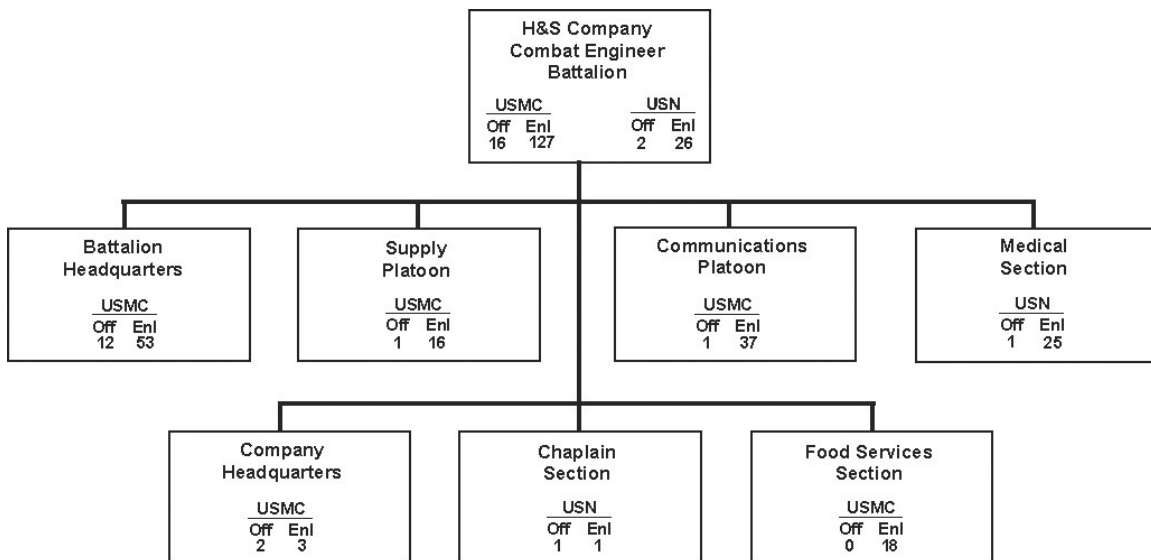 H&S Company
Combat Engineer
Battalion
USMC USN
Off Enl Off Enl
16 127 2 26
Battalion
Headquarters
USMC
Off Enl
12 53
Supply
Platoon
USMC
Off Enl
1 16
Communications
Platoon
USMC
Off Enl
1 37
Medical
Section
USN
Off Enl
1 25
Company
Headquarters
USMC
Off Enl
2 3
Chaplain
Section
USN
Off Enl
1 1
Food Services
Section
USMC
Off Enl
0 18